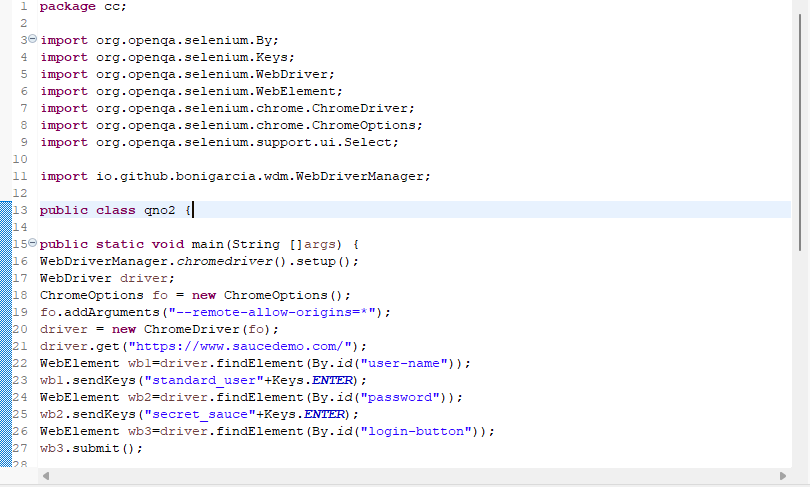 1 package cc;
2
3 import org.openqa.selenium.By;
4 import org.openqa.selenium.Keys;
5 import org.openqa.selenium.WebDriver;
6 import org.openqa.selenium.WebElement;
7 import org.openqa.selenium.chrome.ChromeDriver;
8 import org.openqa.selenium.chrome.ChromeOptions;
9 import org.openqa.selenium.support.ui.Select;
10
11 import io.github.bonigarcia.wdm.WebDriverManager;
12
13 public class qno2 {
14
15 public static void main(String []args) {
16 WebDriverManager.chromedriver().setup();
17 WebDriver driver;
18 ChromeOptions fo = new ChromeOptions();
19 fo.addArguments("--remote-allow-origins=*");
20 driver = new ChromeDriver(fo);
21 driver.get("https://www.saucedemo.com/");
22 WebElement wb1=driver.findElement(By.id("user-name"));
23 wb1.sendKeys("standard_user"+Keys.ENTER);
24 WebElement wb2=driver.findElement(By.id("password"));
25 wb2.sendKeys("secret_sauce"+Keys.ENTER);
26 WebElement wb3=driver.findElement(By.id("login-button"));
27 wb3.submit();
28